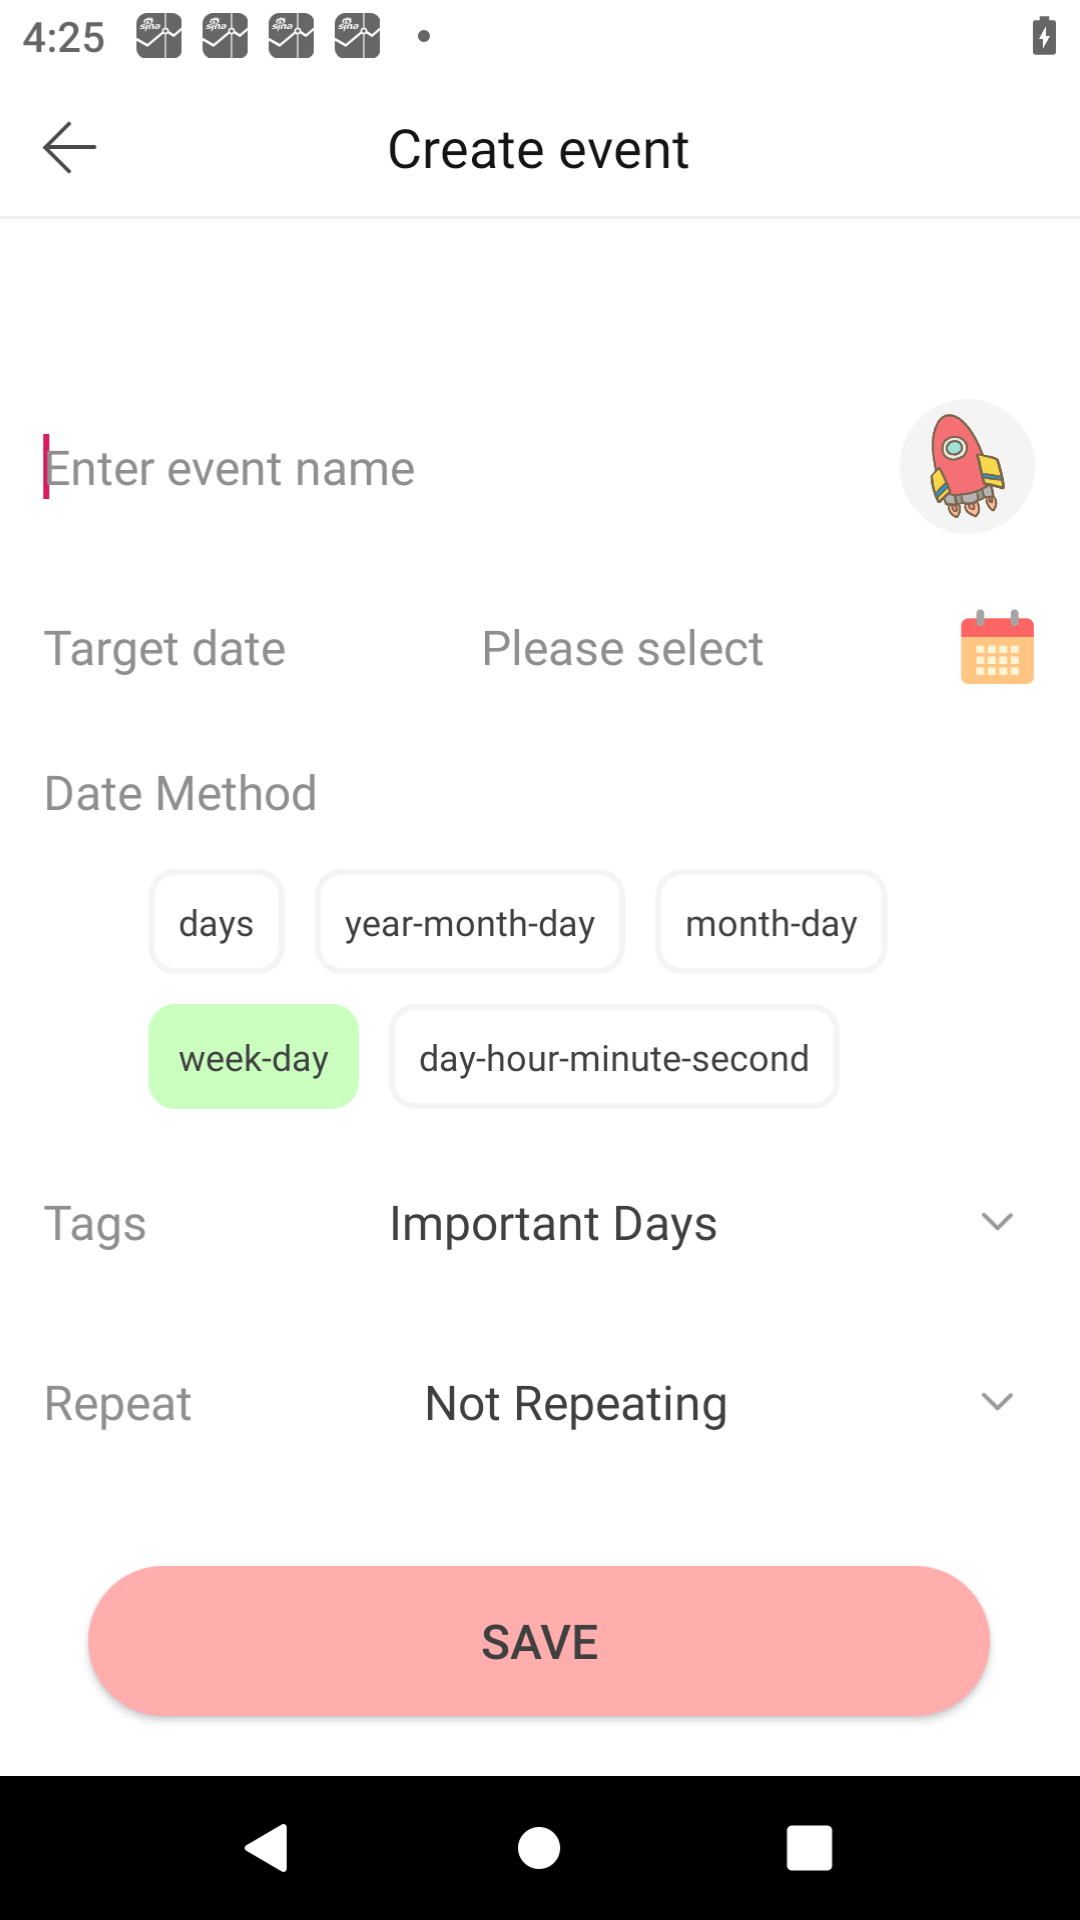 4:25
Create event
Enter event name
Target date Please select
Date Method
days year-month-day month-day
week-day day-hour-minute-second
Tags Important Days
Repeat Not Repeating
SAVE